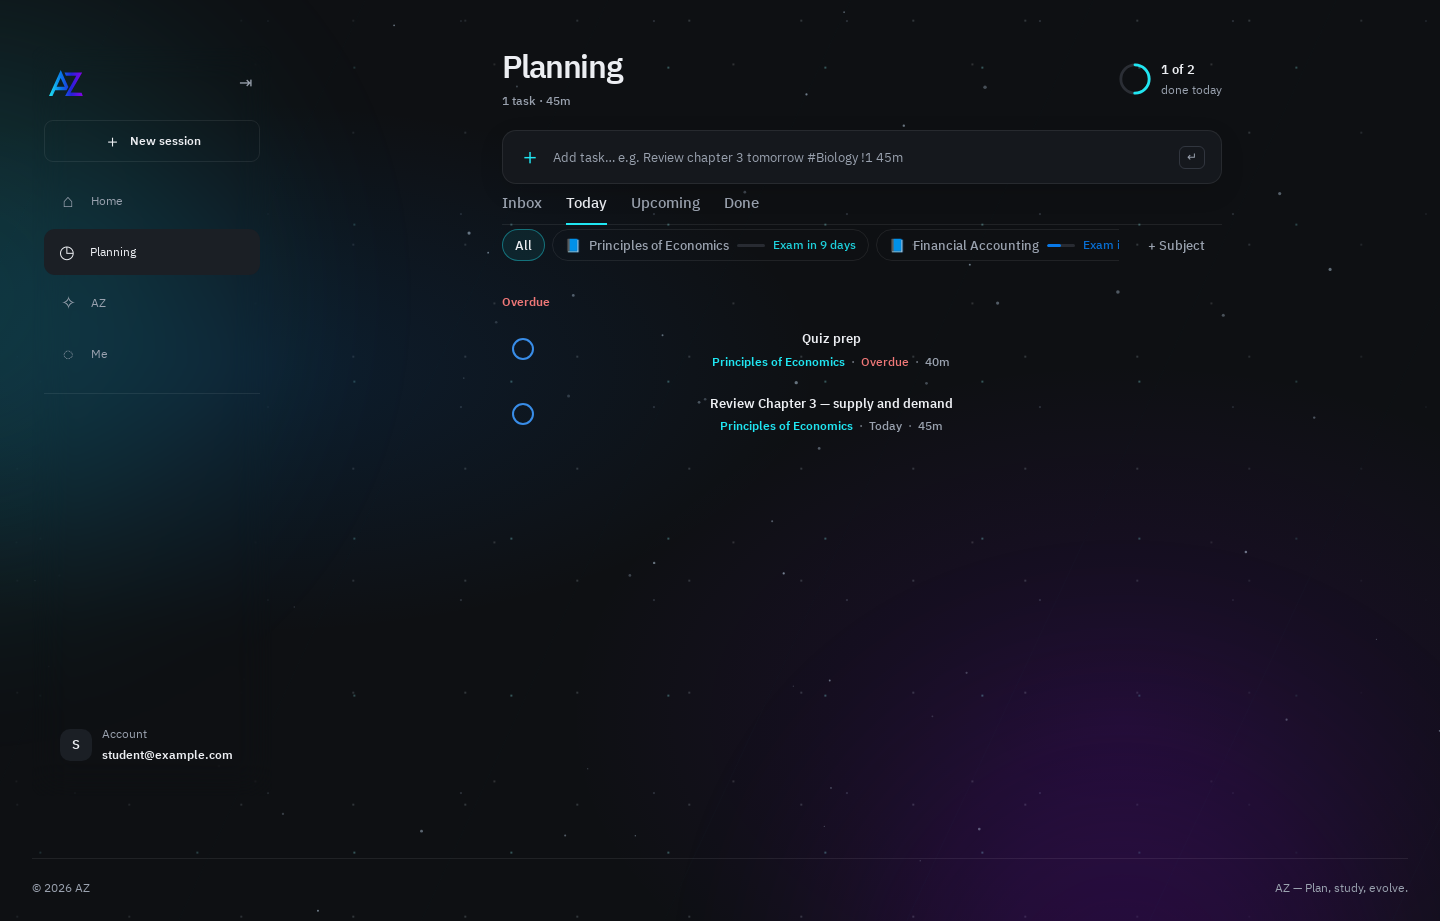 AZ
⇥
+ New session
Home
Planning
AZ
Me
S
Account
student@example.com
Planning
1 task · 45m
1 of 2
done today
+ Add task... e.g. Review chapter 3 tomorrow #Biology !1 45m ↵
Inbox Today Upcoming Done
All 📘 Principles of Economics Exam in 9 days 📘 Financial Accounting Exam i + Subject
Overdue
Quiz prep
Principles of Economics · Overdue · 40m
Review Chapter 3 — supply and demand
Principles of Economics · Today · 45m
© 2026 AZ
AZ — Plan, study, evolve.